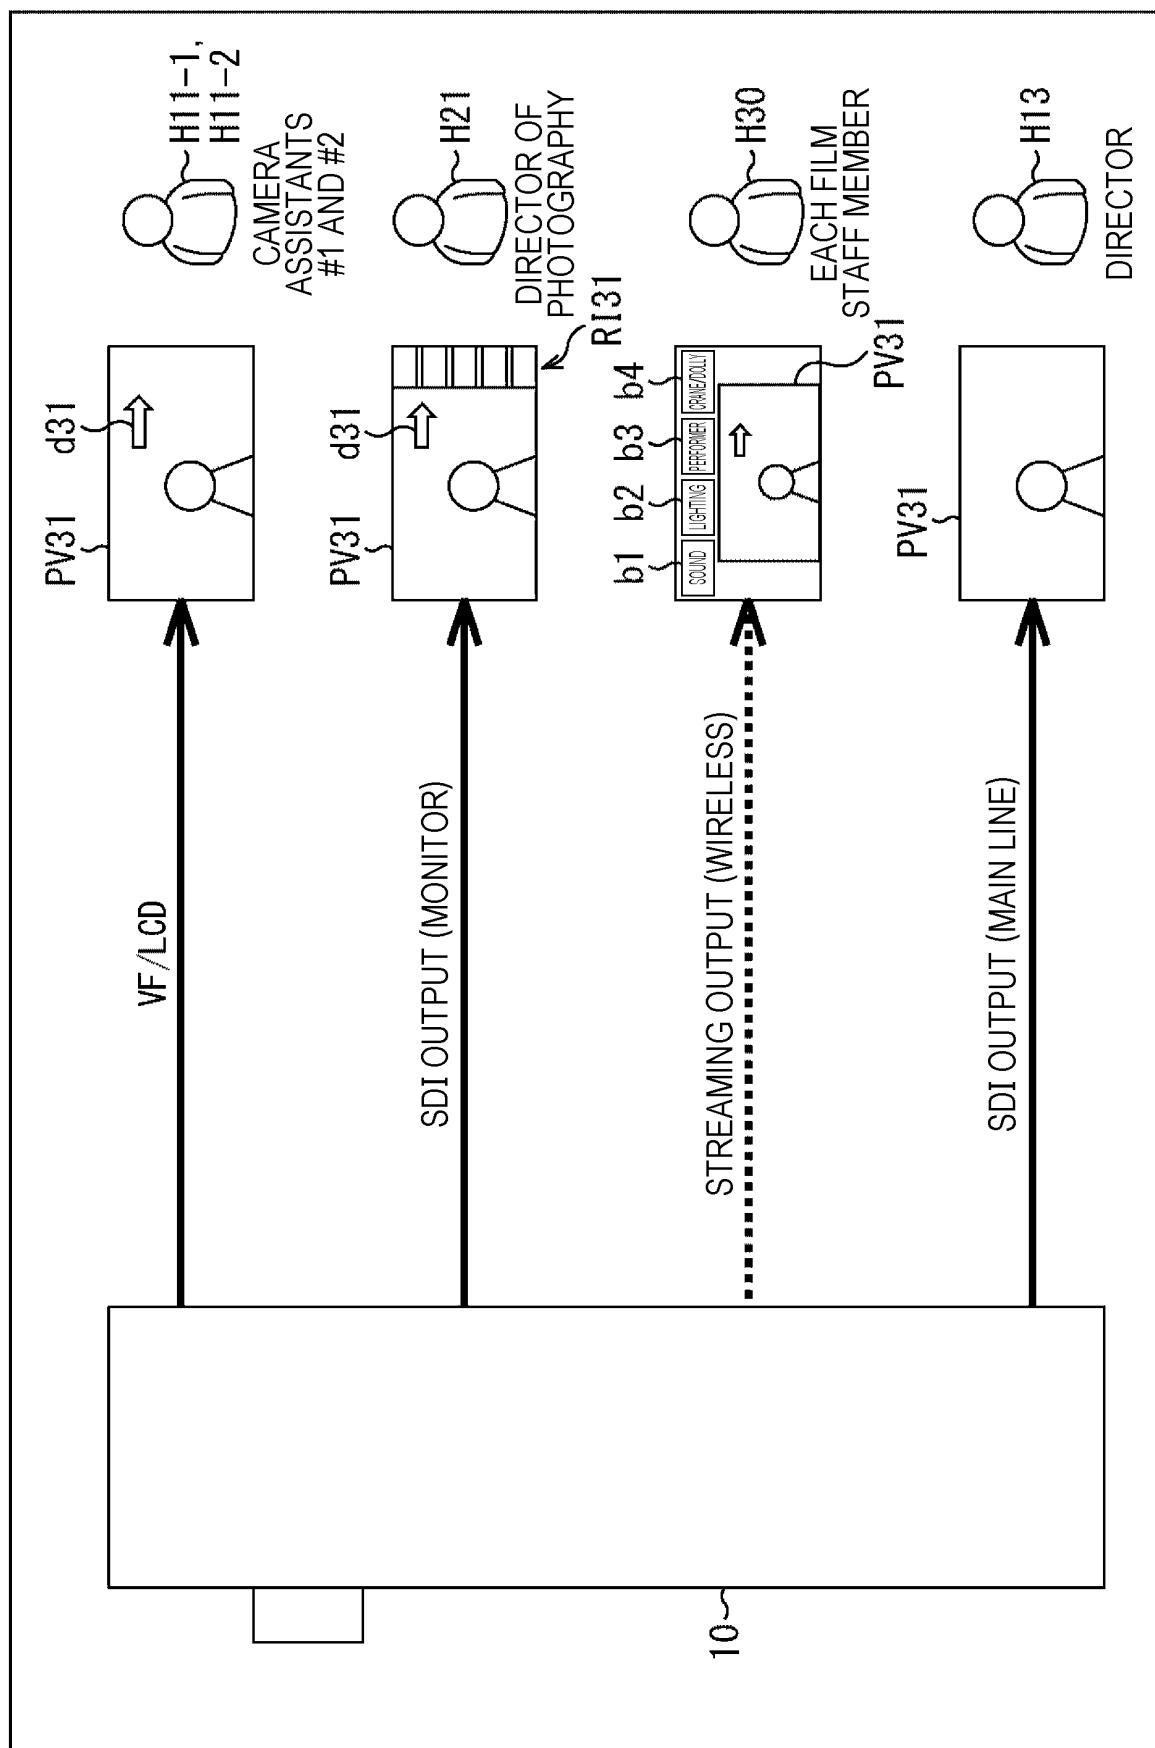 PV31
d31
H11-1,
H11-2
CAMERA
ASSISTANTS
#1 AND #2
VF/LCD
PV31
d31
RI31
H21
DIRECTOR OF
PHOTOGRAPHY
SDI OUTPUT (MONITOR)
b1
b2
b3
b4
SOUND
LIGHTING
PERFORMER
CRANE/DOLLY
PV31
H30
EACH FILM
STAFF MEMBER
STREAMING OUTPUT (WIRELESS)
PV31
H13
DIRECTOR
SDI OUTPUT (MAIN LINE)
10